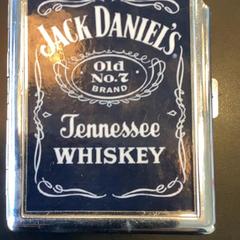 JACK DANIEL'S
Old
No.7
BRAND
Tennessee
WHISKEY